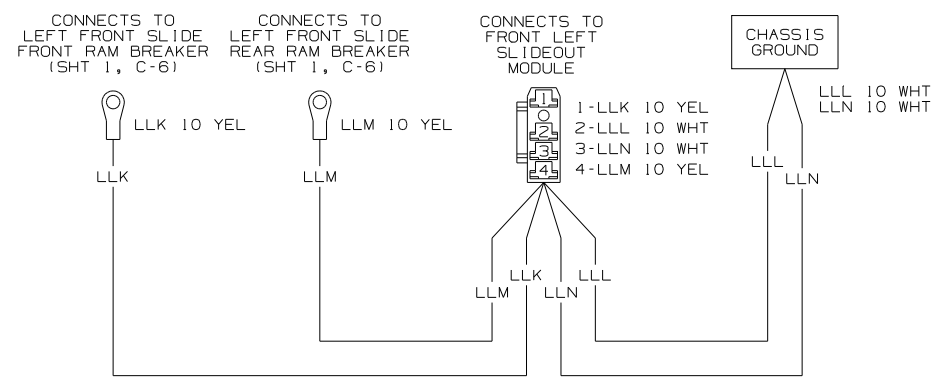 CONNECTS TO
LEFT FRONT SLIDE
FRONT RAM BREAKER
(SHT 1, C-6)
CONNECTS TO
LEFT FRONT SLIDE
REAR RAM BREAKER
(SHT 1, C-6)
CONNECTS TO
FRONT LEFT
SLIDEOUT
MODULE
CHASSIS
GROUND
LLL 10 WHT
LLN 10 WHT
LLK 10 YEL
LLM 10 YEL
1
2
3
4
1-LLK 10 YEL
2-LLL 10 WHT
3-LLN 10 WHT
4-LLM 10 YEL
LLK
LLM
LLL
LLN
LLM
LLK
LLN
LLL